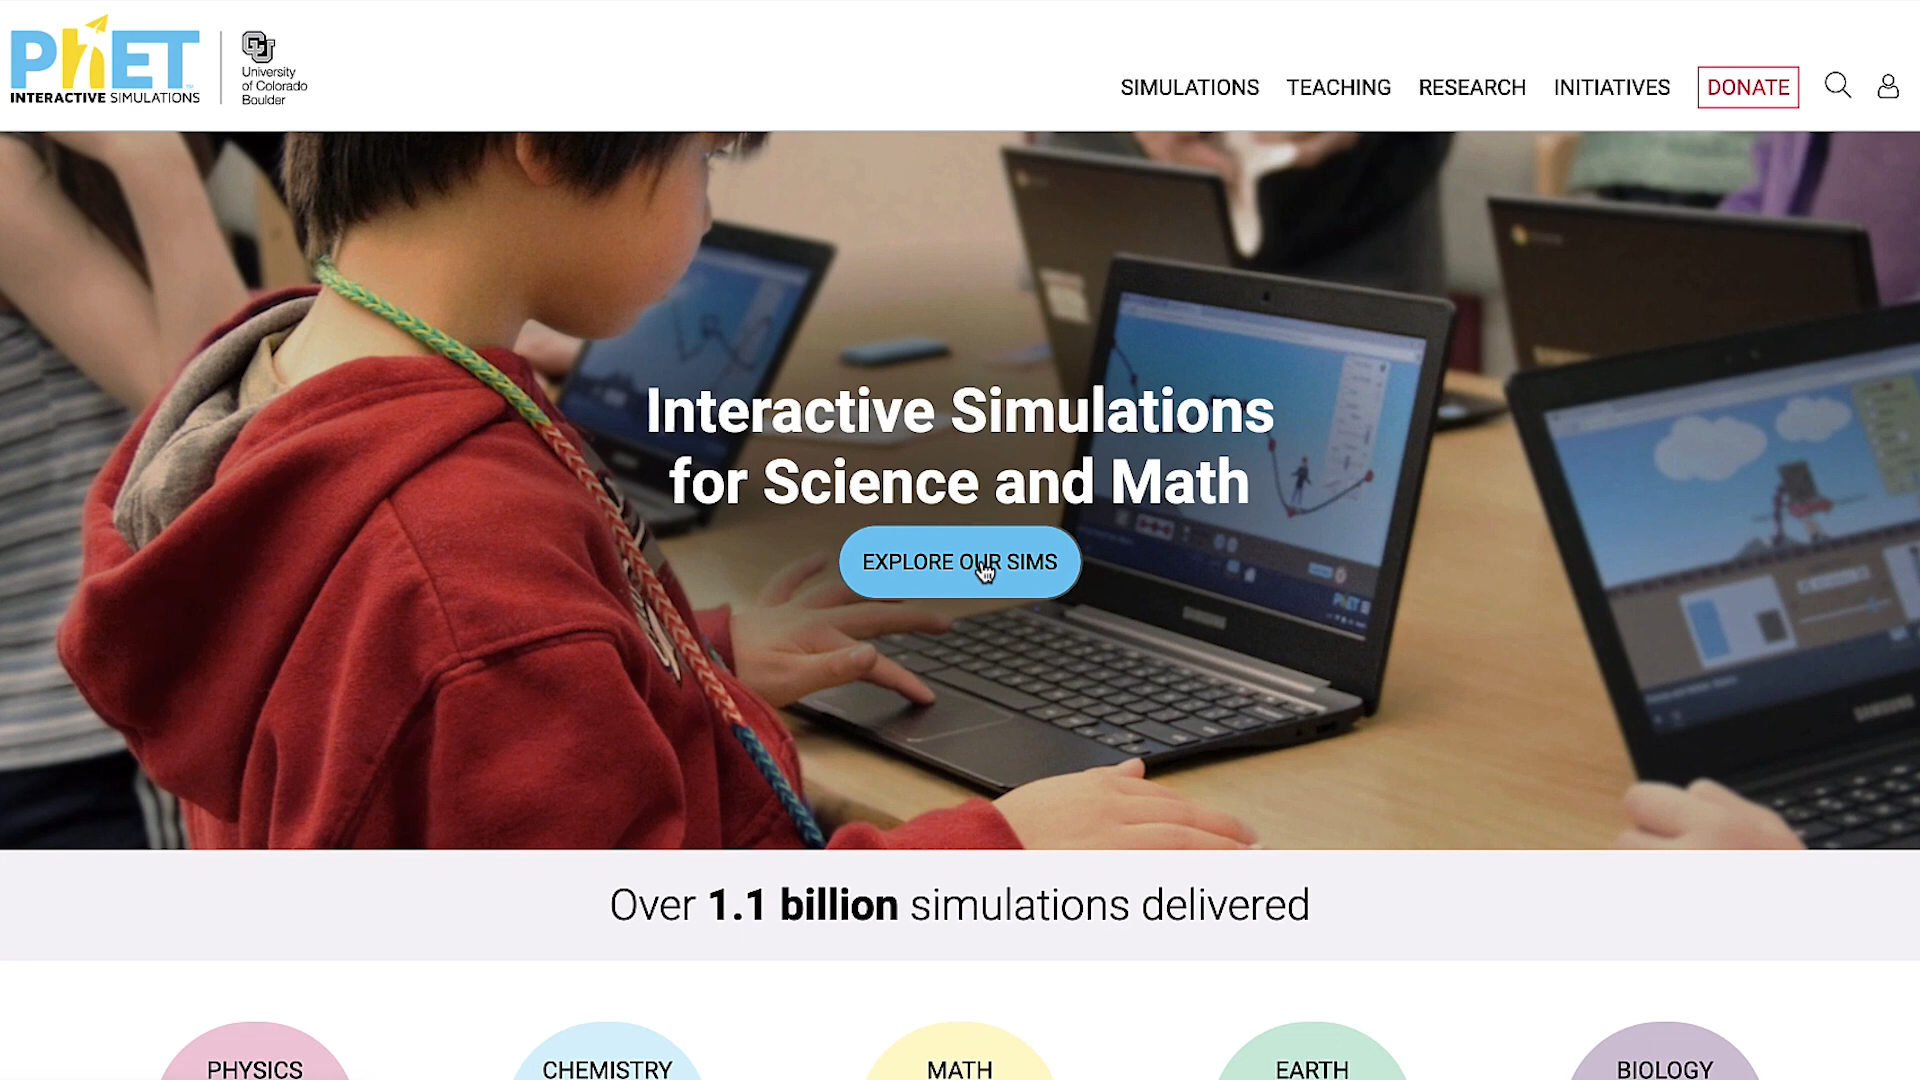 PhET
INTERACTIVE SIMULATIONS
University
of Colorado
Boulder
SIMULATIONS TEACHING RESEARCH INITIATIVES DONATE
Interactive Simulations
for Science and Math
EXPLORE OUR SIMS
SAMSUNG
Over 1.1 billion simulations delivered
PHYSICS CHEMISTRY MATH EARTH BIOLOGY